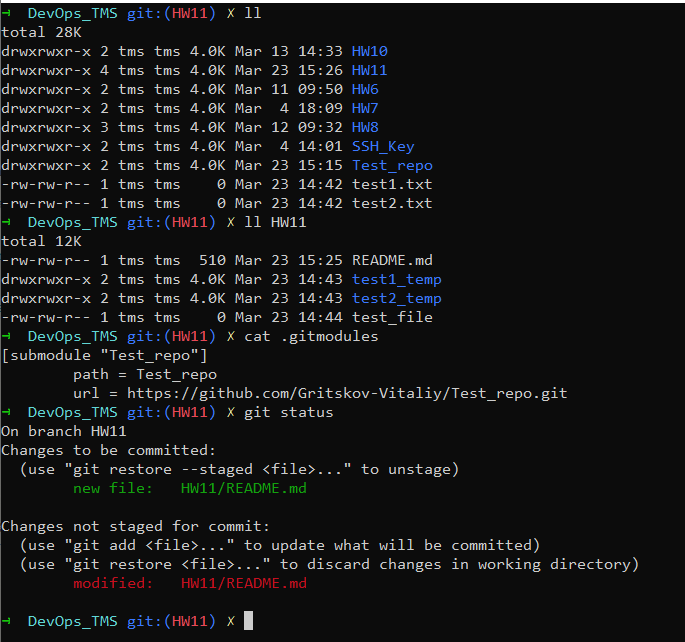 → DevOps_TMS git:(HW11) ✗ ll
total 28K
drwxrwxr-x 2 tms tms 4.0K Mar 13 14:33 HW10
drwxrwxr-x 4 tms tms 4.0K Mar 23 15:26 HW11
drwxrwxr-x 2 tms tms 4.0K Mar 11 09:50 HW6
drwxrwxr-x 2 tms tms 4.0K Mar  4 18:09 HW7
drwxrwxr-x 3 tms tms 4.0K Mar 12 09:32 HW8
drwxrwxr-x 2 tms tms 4.0K Mar  4 14:01 SSH_Key
drwxrwxr-x 2 tms tms 4.0K Mar 23 15:15 Test_repo
-rw-rw-r-- 1 tms tms    0 Mar 23 14:42 test1.txt
-rw-rw-r-- 1 tms tms    0 Mar 23 14:42 test2.txt
→ DevOps_TMS git:(HW11) ✗ ll HW11
total 12K
-rw-rw-r-- 1 tms tms  510 Mar 23 15:25 README.md
drwxrwxr-x 2 tms tms 4.0K Mar 23 14:43 test1_temp
drwxrwxr-x 2 tms tms 4.0K Mar 23 14:43 test2_temp
-rw-rw-r-- 1 tms tms    0 Mar 23 14:44 test_file
→ DevOps_TMS git:(HW11) ✗ cat .gitmodules
[submodule "Test_repo"]
        path = Test_repo
        url = https://github.com/Gritskov-Vitaliy/Test_repo.git
→ DevOps_TMS git:(HW11) ✗ git status
On branch HW11
Changes to be committed:
  (use "git restore --staged <file>..." to unstage)
        new file:   HW11/README.md
Changes not staged for commit:
  (use "git add <file>..." to update what will be committed)
  (use "git restore <file>..." to discard changes in working directory)
        modified:   HW11/README.md
→ DevOps_TMS git:(HW11) ✗